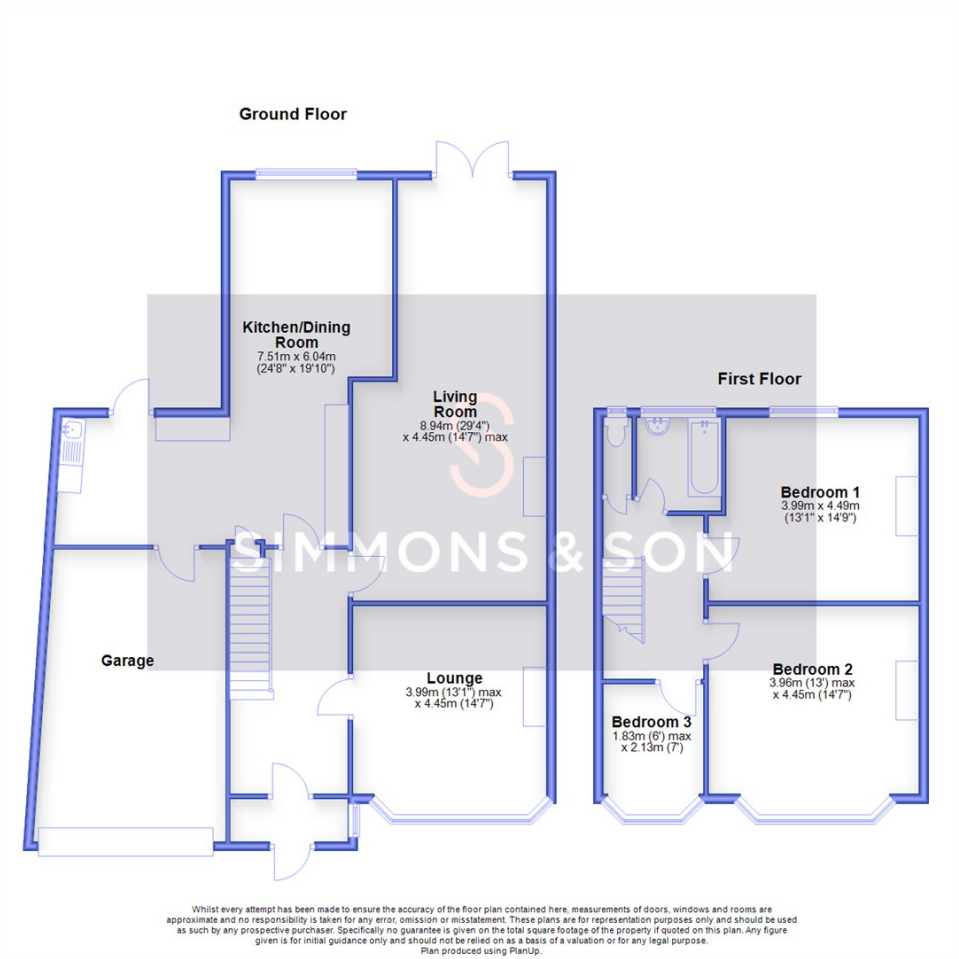 Ground Floor
Kitchen/Dining
Room
7.51m x 6.04m
(24'8" x 19'10")
Living
Room
8.94m (29'4")
x 4.45m (14'7") max
First Floor
Bedroom 1
3.99m x 4.49m
(13'1" x 14'9")
SIMMONS & SON
Garage
Lounge
3.99m (13'1") max
x 4.45m (14'7")
Bedroom 2
3.96m (13') max
x 4.45m (14'7")
Bedroom 3
1.83m (6') max
x 2.13m (7')
Whilst every attempt has been made to ensure the accuracy of the floor plan contained here, measurements of doors, windows and rooms are
approximate and no responsibility is taken for any error, omission or misstatement. These plans are for representation purposes only and should be used
as such by any prospective purchaser. Specifically no guarantee is given on the total square footage of the property if quoted on this plan. Any figure
given is for initial guidance only and should not be relied on as a basis of a valuation or for any legal purpose.
Plan produced using PlanUp.